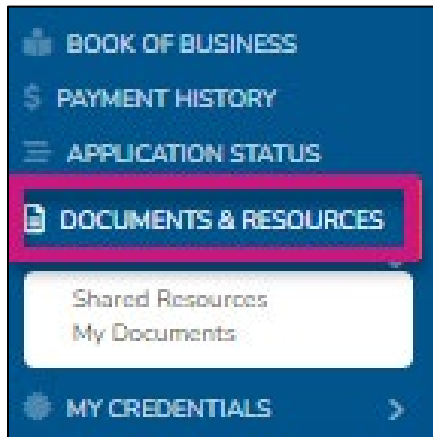 BOOK OF BUSINESS
$ PAYMENT HISTORY
APPLICATION STATUS
DOCUMENTS & RESOURCES
Shared Resources
My Documents
MY CREDENTIALS